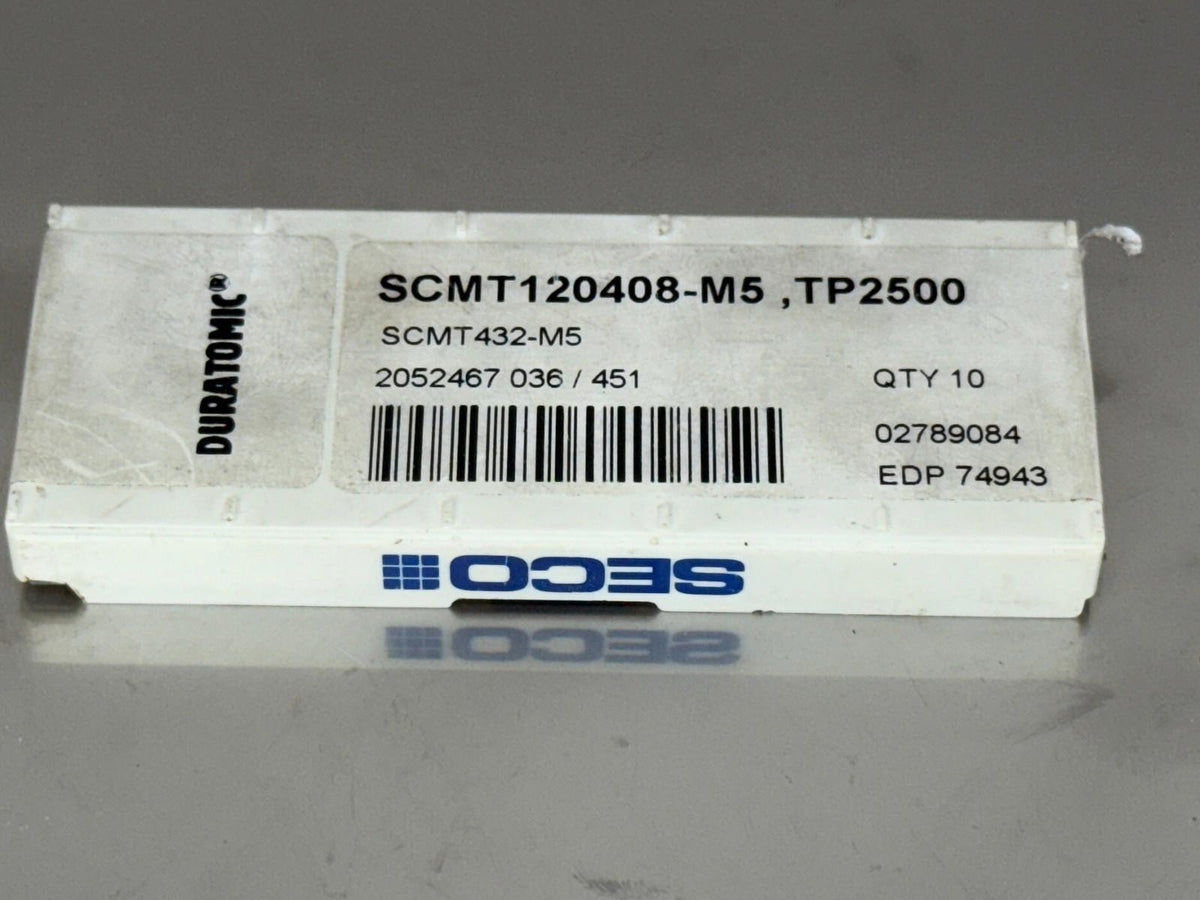 DURATOMIC®
SCMT120408-M5 ,TP2500
SCMT432-M5
2052467 036 / 451
QTY 10
02789084
EDP 74943
SECO